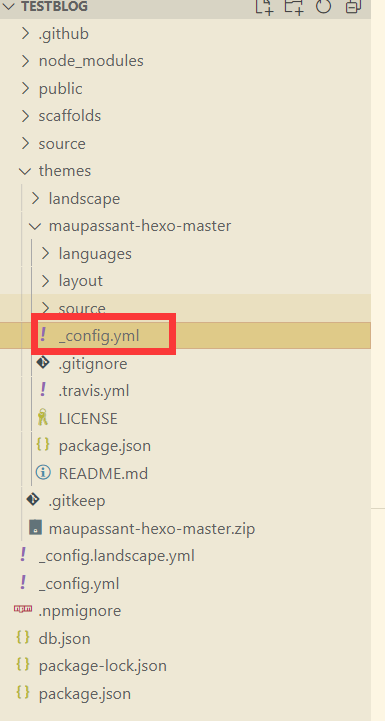 TESTBLOG
.github
node_modules
public
scaffolds
source
themes
landscape
maupassant-hexo-master
languages
layout
source
_config.yml
.gitignore
.travis.yml
LICENSE
package.json
README.md
.gitkeep
maupassant-hexo-master.zip
_config.landscape.yml
_config.yml
.npmignore
db.json
package-lock.json
package.json